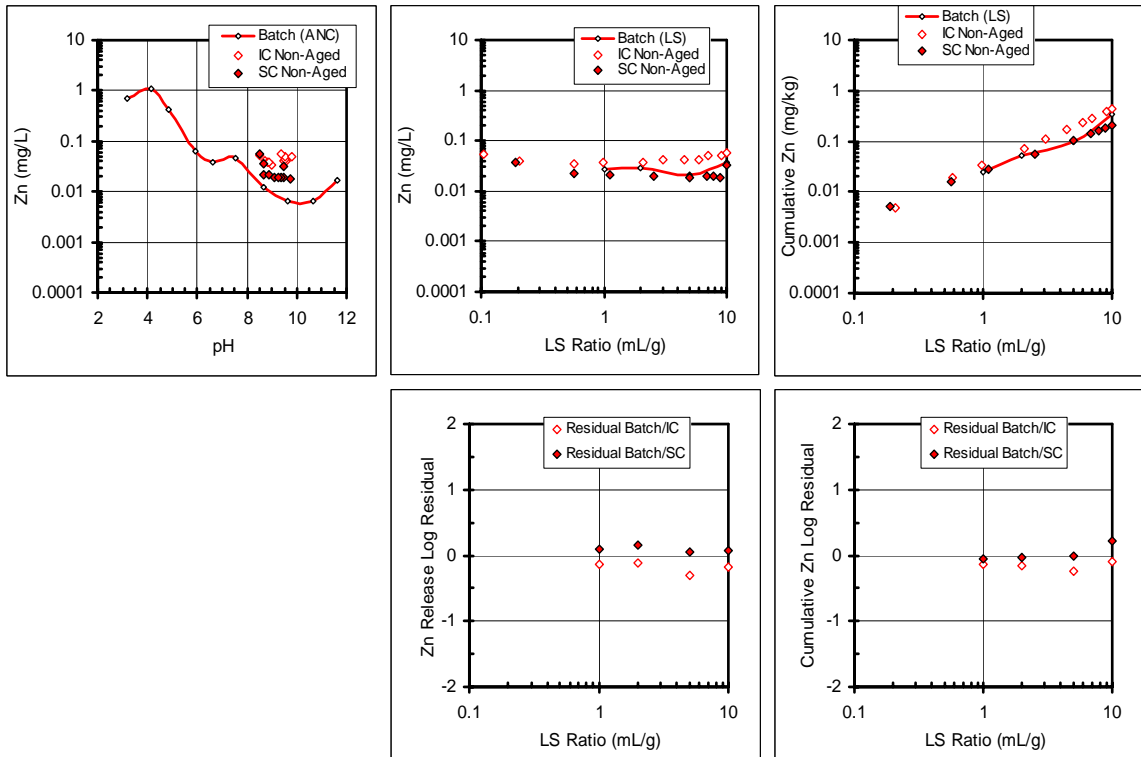 Batch (ANC)
IC Non-Aged
SC Non-Aged
Zn (mg/L)
10
1
0.1
0.01
0.001
0.0001
2 4 6 8 10 12
pH
Batch (LS)
IC Non-Aged
SC Non-Aged
Zn (mg/L)
10
1
0.1
0.01
0.001
0.0001
0.1 1 10
LS Ratio (mL/g)
Batch (LS)
IC Non-Aged
SC Non-Aged
Cumulative Zn (mg/kg)
10
1
0.1
0.01
0.001
0.0001
0.1 1 10
LS Ratio (mL/g)
Residual Batch/IC
Residual Batch/SC
Zn Release Log Residual
2
1
0
-1
-2
0.1 1 10
LS Ratio (mL/g)
Residual Batch/IC
Residual Batch/SC
Cumulative Zn Log Residual
2
1
0
-1
-2
0.1 1 10
LS Ratio (mL/g)